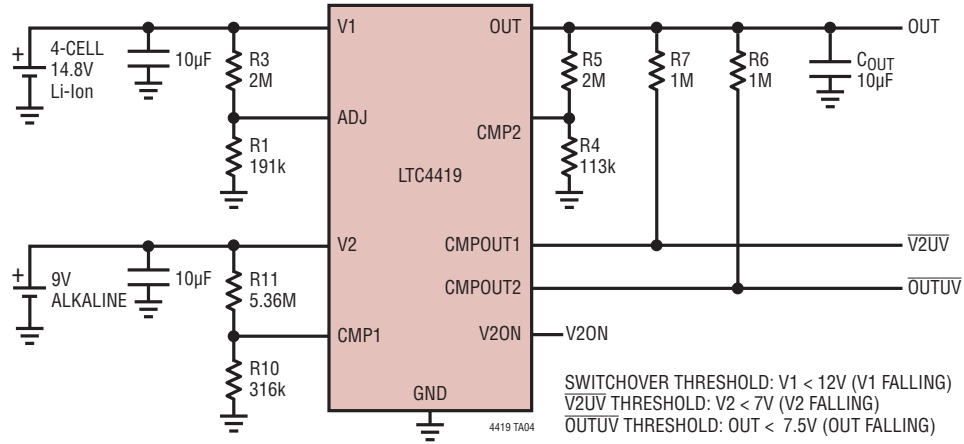 V1
OUT
OUT
4-CELL
14.8V
Li-Ion
10µF
R3
2M
R5
2M
R7
1M
R6
1M
COUT
10µF
ADJ
CMP2
R1
191k
R4
113k
LTC4419
V2
CMPOUT1
V2UV
9V
ALKALINE
10µF
R11
5.36M
CMPOUT2
OUTUV
CMP1
V2ON
V2ON
R10
316k
GND
4419 TA04
SWITCHOVER THRESHOLD: V1 < 12V (V1 FALLING)
V2UV THRESHOLD: V2 < 7V (V2 FALLING)
OUTUV THRESHOLD: OUT < 7.5V (OUT FALLING)